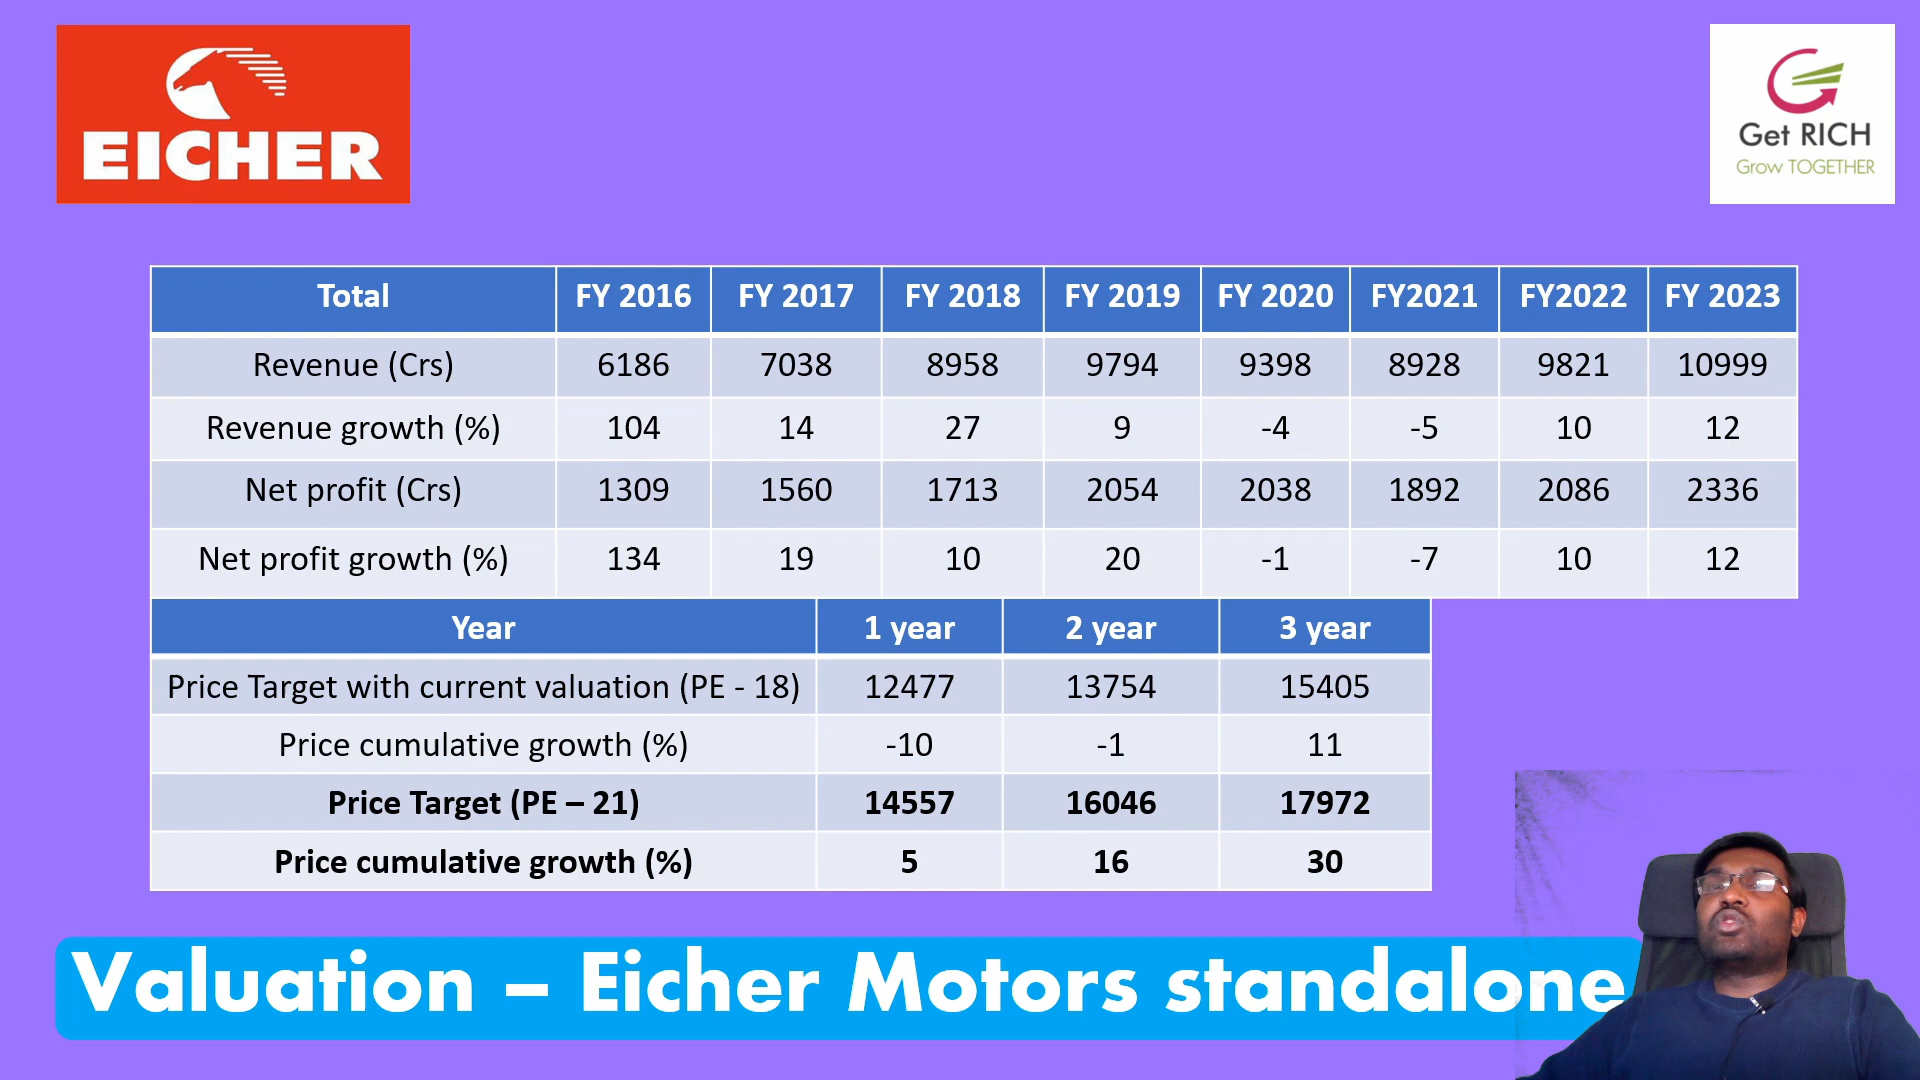 EICHER
Get RICH
Grow TOGETHER
Total FY 2016 FY 2017 FY 2018 FY 2019 FY 2020 FY2021 FY2022 FY 2023
Revenue (Crs) 6186 7038 8958 9794 9398 8928 9821 10999
Revenue growth (%) 104 14 27 9 -4 -5 10 12
Net profit (Crs) 1309 1560 1713 2054 2038 1892 2086 2336
Net profit growth (%) 134 19 10 20 -1 -7 10 12
Year 1 year 2 year 3 year
Price Target with current valuation (PE - 18) 12477 13754 15405
Price cumulative growth (%) -10 -1 11
Price Target (PE – 21) 14557 16046 17972
Price cumulative growth (%) 5 16 30
Valuation – Eicher Motors standalone